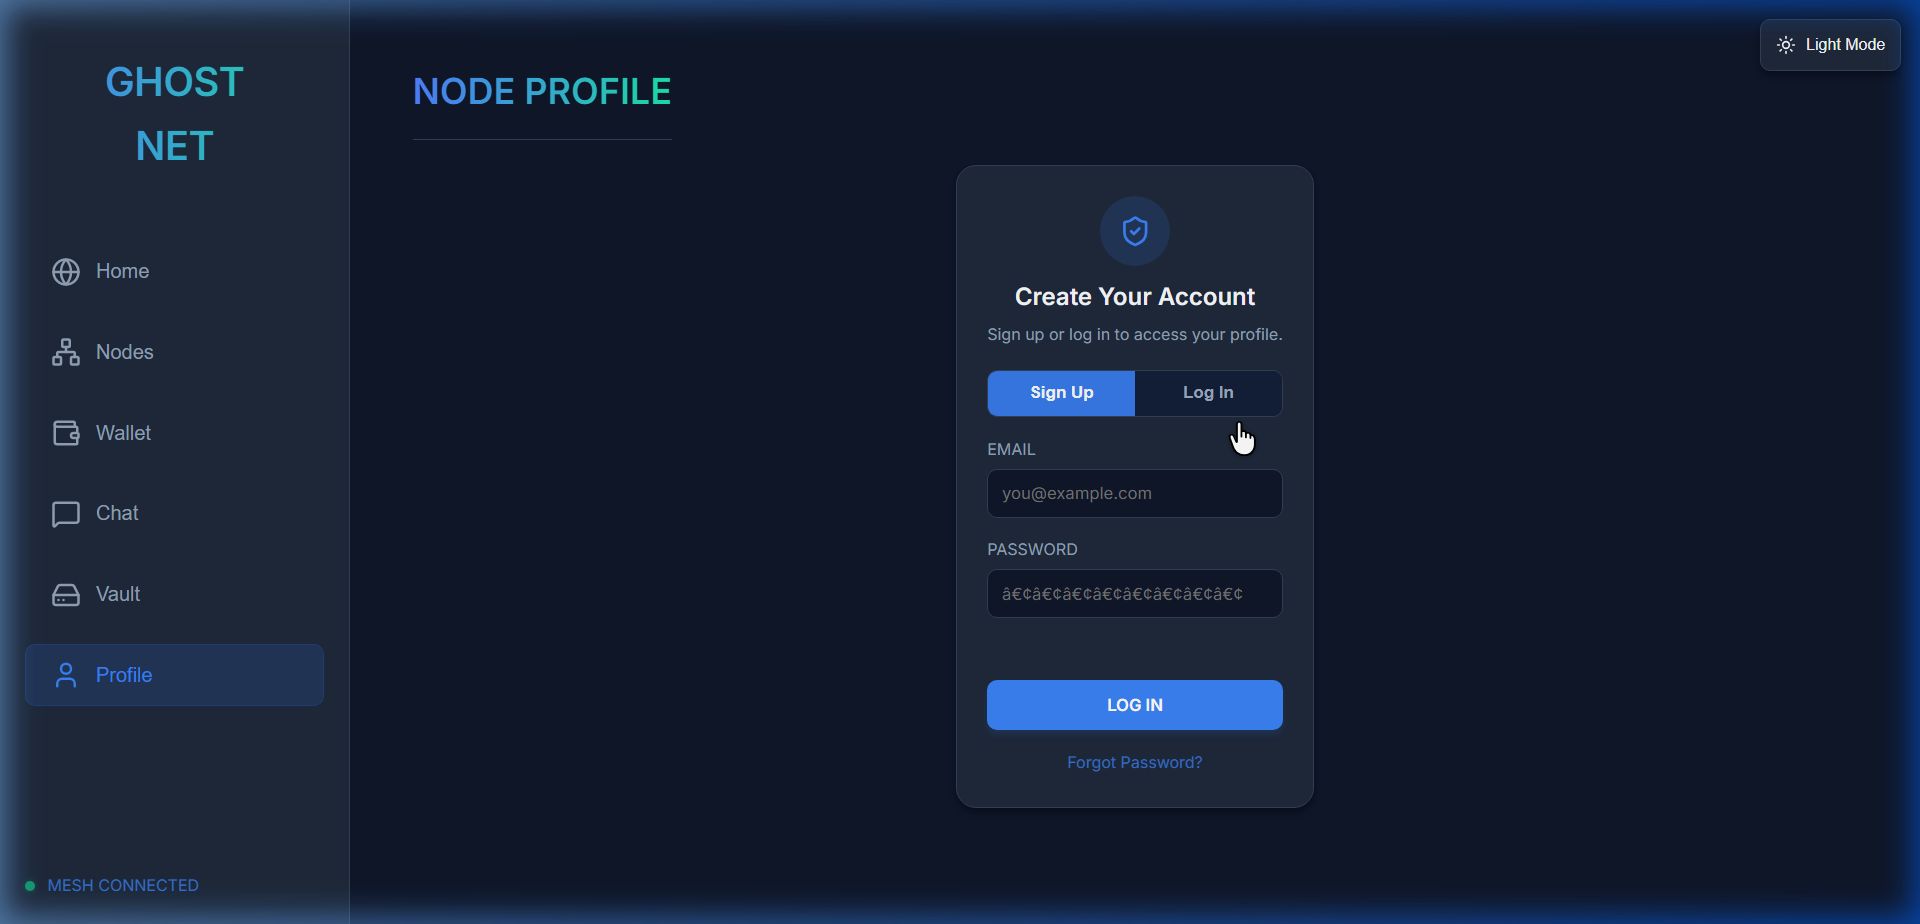 GHOST
NET
Home
Nodes
Wallet
Chat
Vault
Profile
MESH CONNECTED
Light Mode
NODE PROFILE
Create Your Account
Sign up or log in to access your profile.
Sign Up Log In
EMAIL
you@example.com
PASSWORD
•••••••â€¢
LOG IN
Forgot Password?